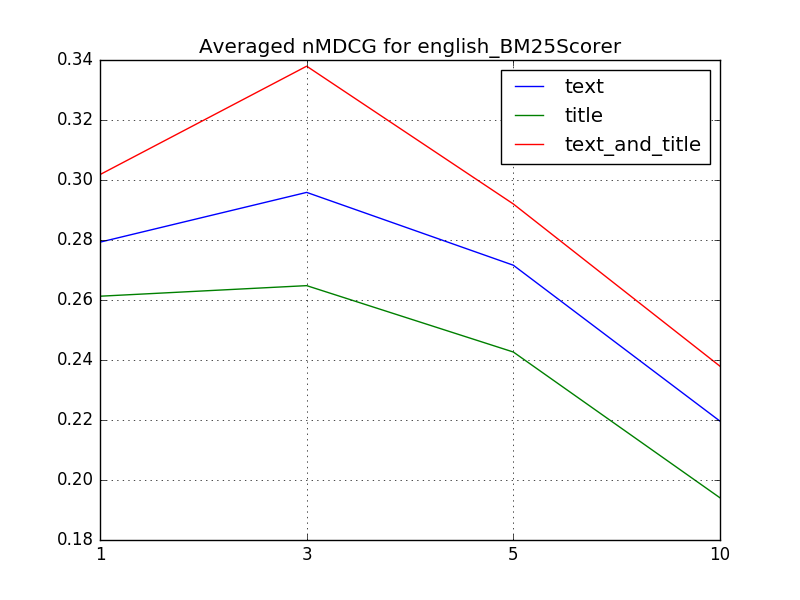 Averaged nMDCG for english_BM25Scorer
0.34
0.32
0.30
0.28
0.26
0.24
0.22
0.20
0.18
text
title
text_and_title
1 3 5 10